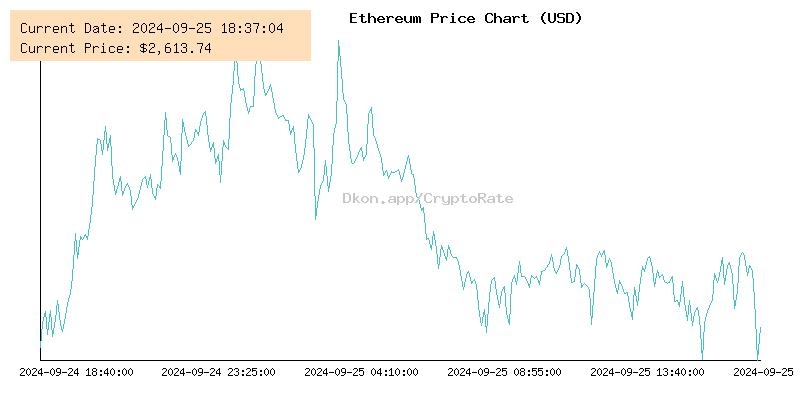 Ethereum Price Chart (USD)
Current Date: 2024-09-25 18:37:04
Current Price: $2,613.74
Dkon.app/CryptoRate
2024-09-24 18:40:00 2024-09-24 23:25:00 2024-09-25 04:10:00 2024-09-25 08:55:00 2024-09-25 13:40:00 2024-09-25